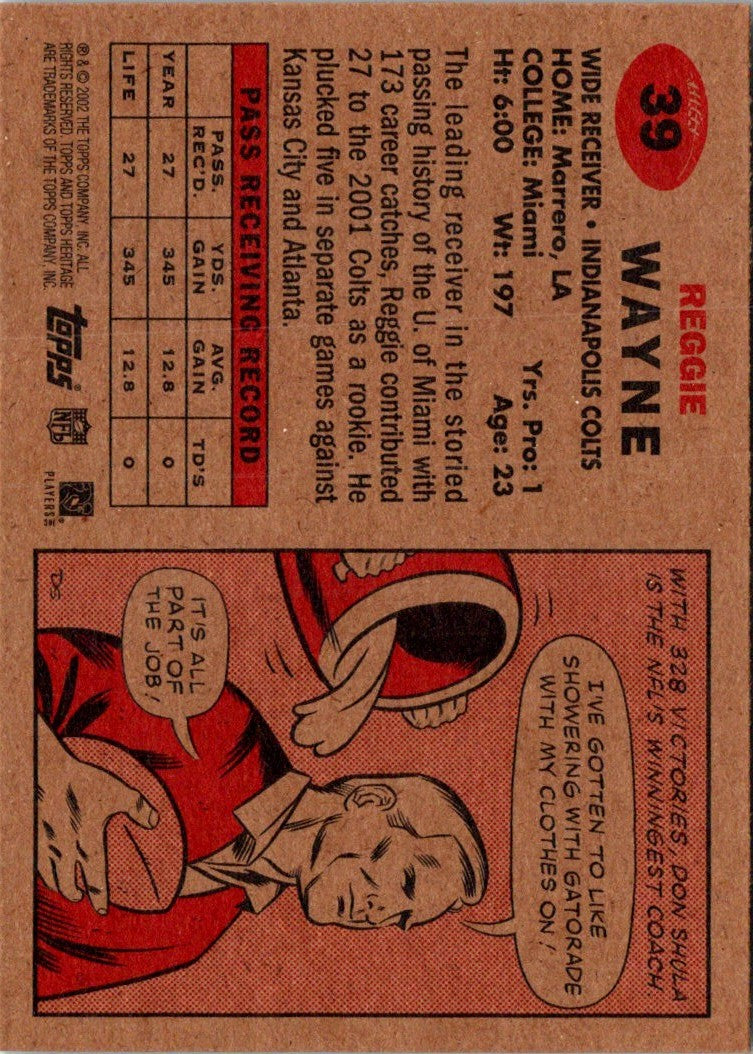 39
REGGIE
WAYNE
WIDE RECEIVER • INDIANAPOLIS COLTS
HOME: Marrero, LA
COLLEGE: Miami
Ht: 6:00 Wt: 197 Yrs. Pro: 1 Age: 23
The leading receiver in the storied
passing history of the U. of Miami with
173 career catches, Reggie contributed
27 to the 2001 Colts as a rookie. He
plucked five in separate games against
Kansas City and Atlanta.
PASS RECEIVING RECORD
PASS. REC'D. YDS. GAIN AVG. GAIN TD'S
YEAR 27 345 12.8 0
LIFE 27 345 12.8 0
® & © 2002 THE TOPPS COMPANY, INC. ALL
RIGHTS RESERVED. TOPPS AND TOPPS HERITAGE
ARE TRADEMARKS OF THE TOPPS COMPANY, INC.
topps®
NFL
PLAYERS
WITH 328 VICTORIES, DON SHULA
IS THE NFL'S WINNINGEST COACH.
I'VE GOTTEN TO LIKE
SHOWERING WITH GATORADE
WITH MY CLOTHES ON!
IT'S ALL
PART OF
THE JOB!
DS